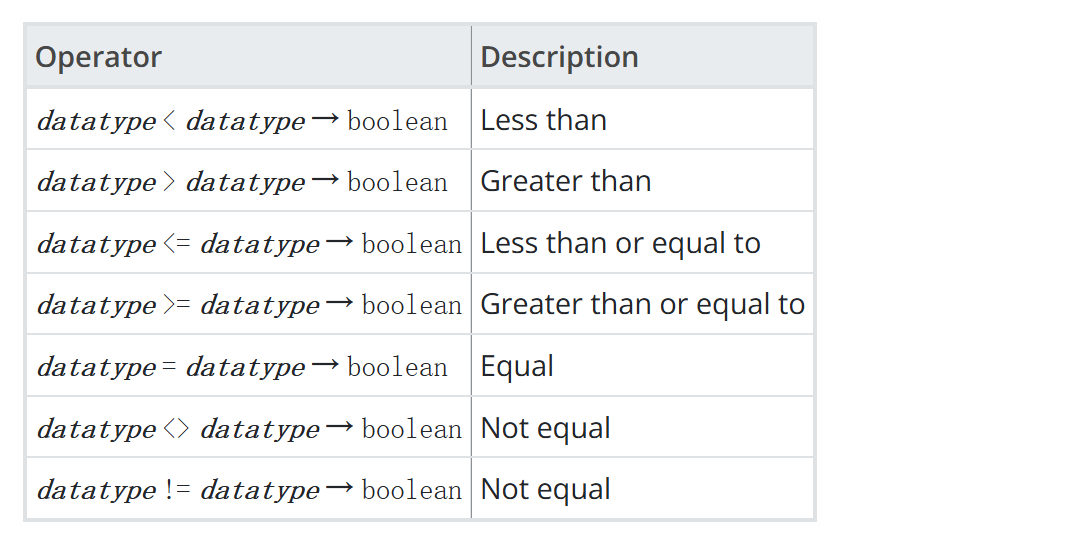 Operator Description
datatype < datatype → boolean Less than
datatype > datatype → boolean Greater than
datatype <= datatype → boolean Less than or equal to
datatype >= datatype → boolean Greater than or equal to
datatype = datatype → boolean Equal
datatype <> datatype → boolean Not equal
datatype != datatype → boolean Not equal